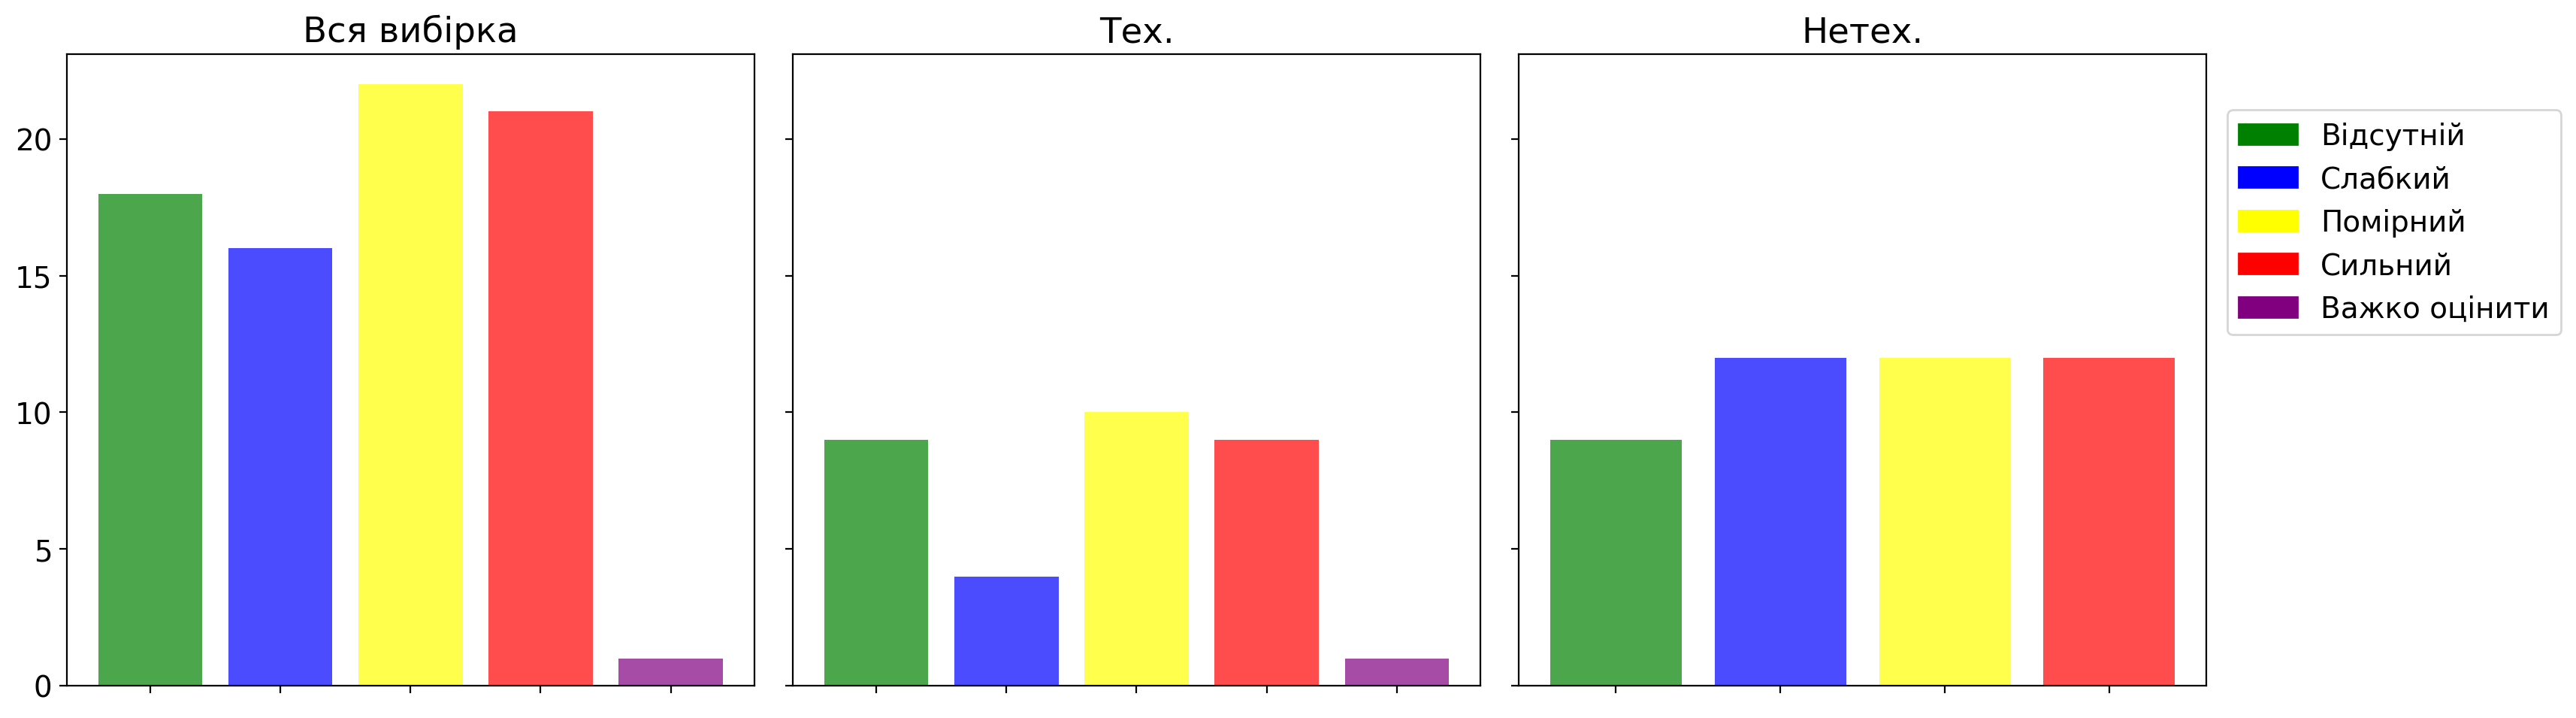 Вся вибірка
Тех.
Нетех.
20
15
10
5
0
Відсутній
Слабкий
Помірний
Сильний
Важко оцінити